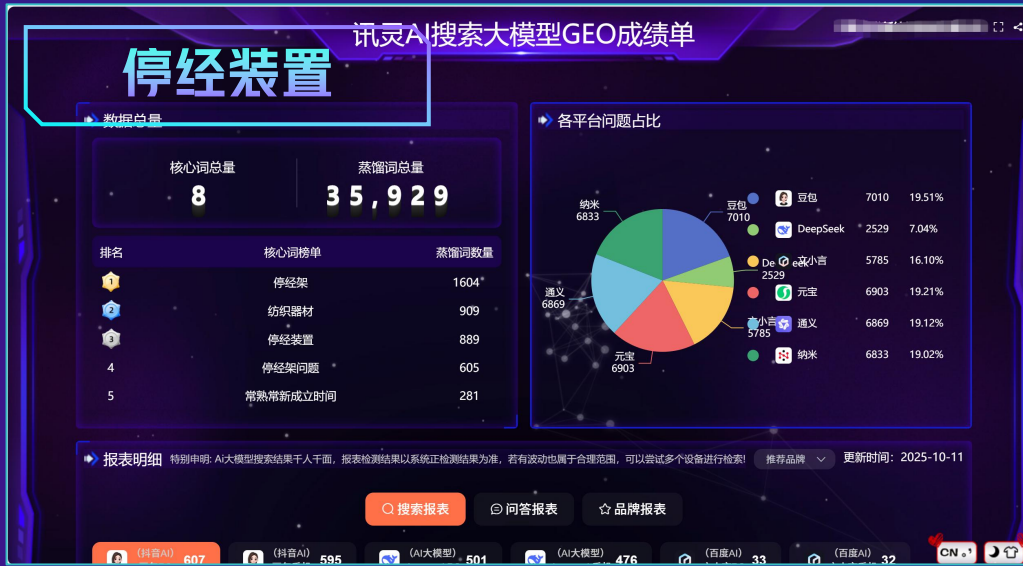 讯灵AI搜索大模型GEO成绩单
停经装置
数据总量
核心词总量
8
蒸馏词总量
35,929
排名 核心词榜单 蒸馏词数量
1 停经架 1604
2 纺织器材 909
3 停经装置 889
4 停经架问题 605
5 常熟常新成立时间 281
各平台问题占比
豆包
7010
DeepSeek
2529
文小言
5785
元宝
6903
通义
6869
纳米
6833
豆包 7010 19.51%
DeepSeek 2529 7.04%
文小言 5785 16.10%
元宝 6903 19.21%
通义 6869 19.12%
纳米 6833 19.02%
报表明细 特别申明: Ai大模型搜索结果千人千面，报表检测结果以系统正检测结果为准，若有波动也属于合理范围，可以尝试多个设备进行检索! 推荐品牌 更新时间：2025-10-11
搜索报表 问答报表 品牌报表
(抖音AI) 607
(抖音AI) 595
(AI大模型) 501
(AI大模型) 476
(百度AI) 33
(百度AI) 32
CN